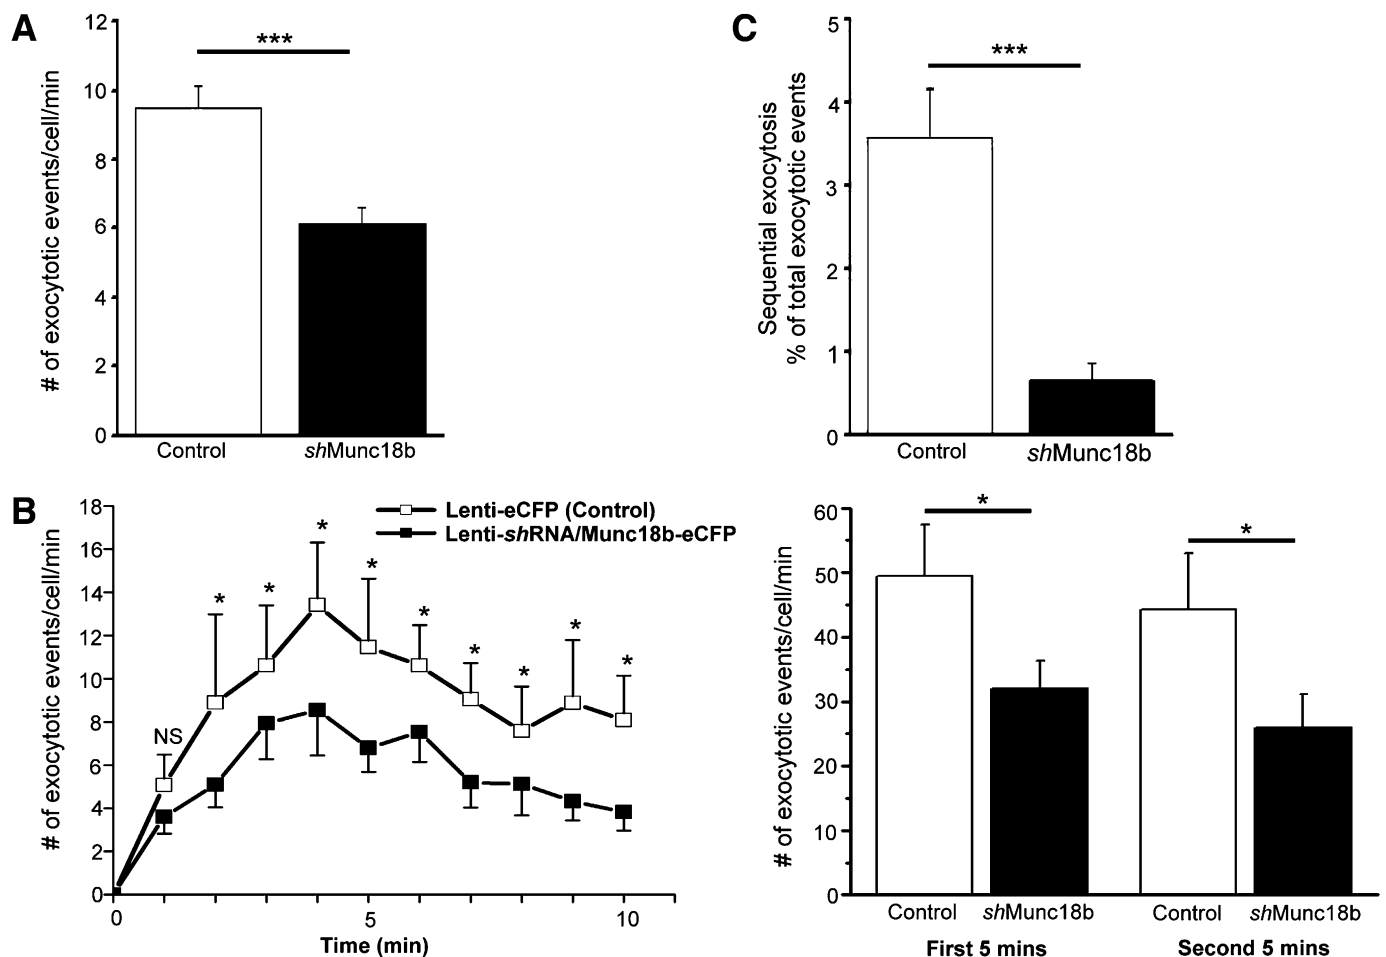 A
# of exocytotic events/cell/min
12
10
8
6
4
2
0
***
Control
shMunc18b
C
Sequential exocytosis
% of total exocytotic events
5
4
3
2
1
0
***
Control
shMunc18b
B
# of exocytotic events/cell/min
18
16
14
12
10
8
6
4
2
0
Lenti-eCFP (Control)
Lenti-shRNA/Munc18b-eCFP
NS
*
*
*
*
*
*
*
*
*
0
5
10
Time (min)
# of exocytotic events/cell/min
60
50
40
30
20
10
0
*
*
Control
shMunc18b
Control
shMunc18b
First 5 mins
Second 5 mins